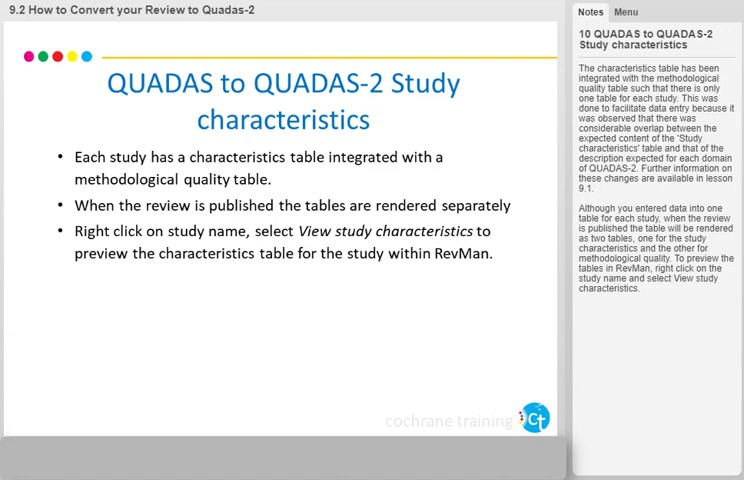 9.2 How to Convert your Review to Quadas-2
QUADAS to QUADAS-2 Study
characteristics
• Each study has a characteristics table integrated with a
methodological quality table.
• When the review is published the tables are rendered separately
• Right click on study name, select View study characteristics to
preview the characteristics table for the study within RevMan.
cochrane training
ct
Notes Menu
10 QUADAS to QUADAS-2
Study characteristics
The characteristics table has been
integrated with the methodological
quality table such that there is only
one table for each study. This was
done to facilitate data entry because it
was observed that there was
considerable overlap between the
expected content of the 'Study
characteristics' table and that of the
description expected for each domain
of QUADAS-2. Further information on
these changes are available in lesson
9.1.
Although you entered data into one
table for each study, when the review
is published the table will be rendered
as two tables, one for the study
characteristics and the other for
methodological quality. To preview the
tables in RevMan, right click on the
study name and select View study
characteristics.